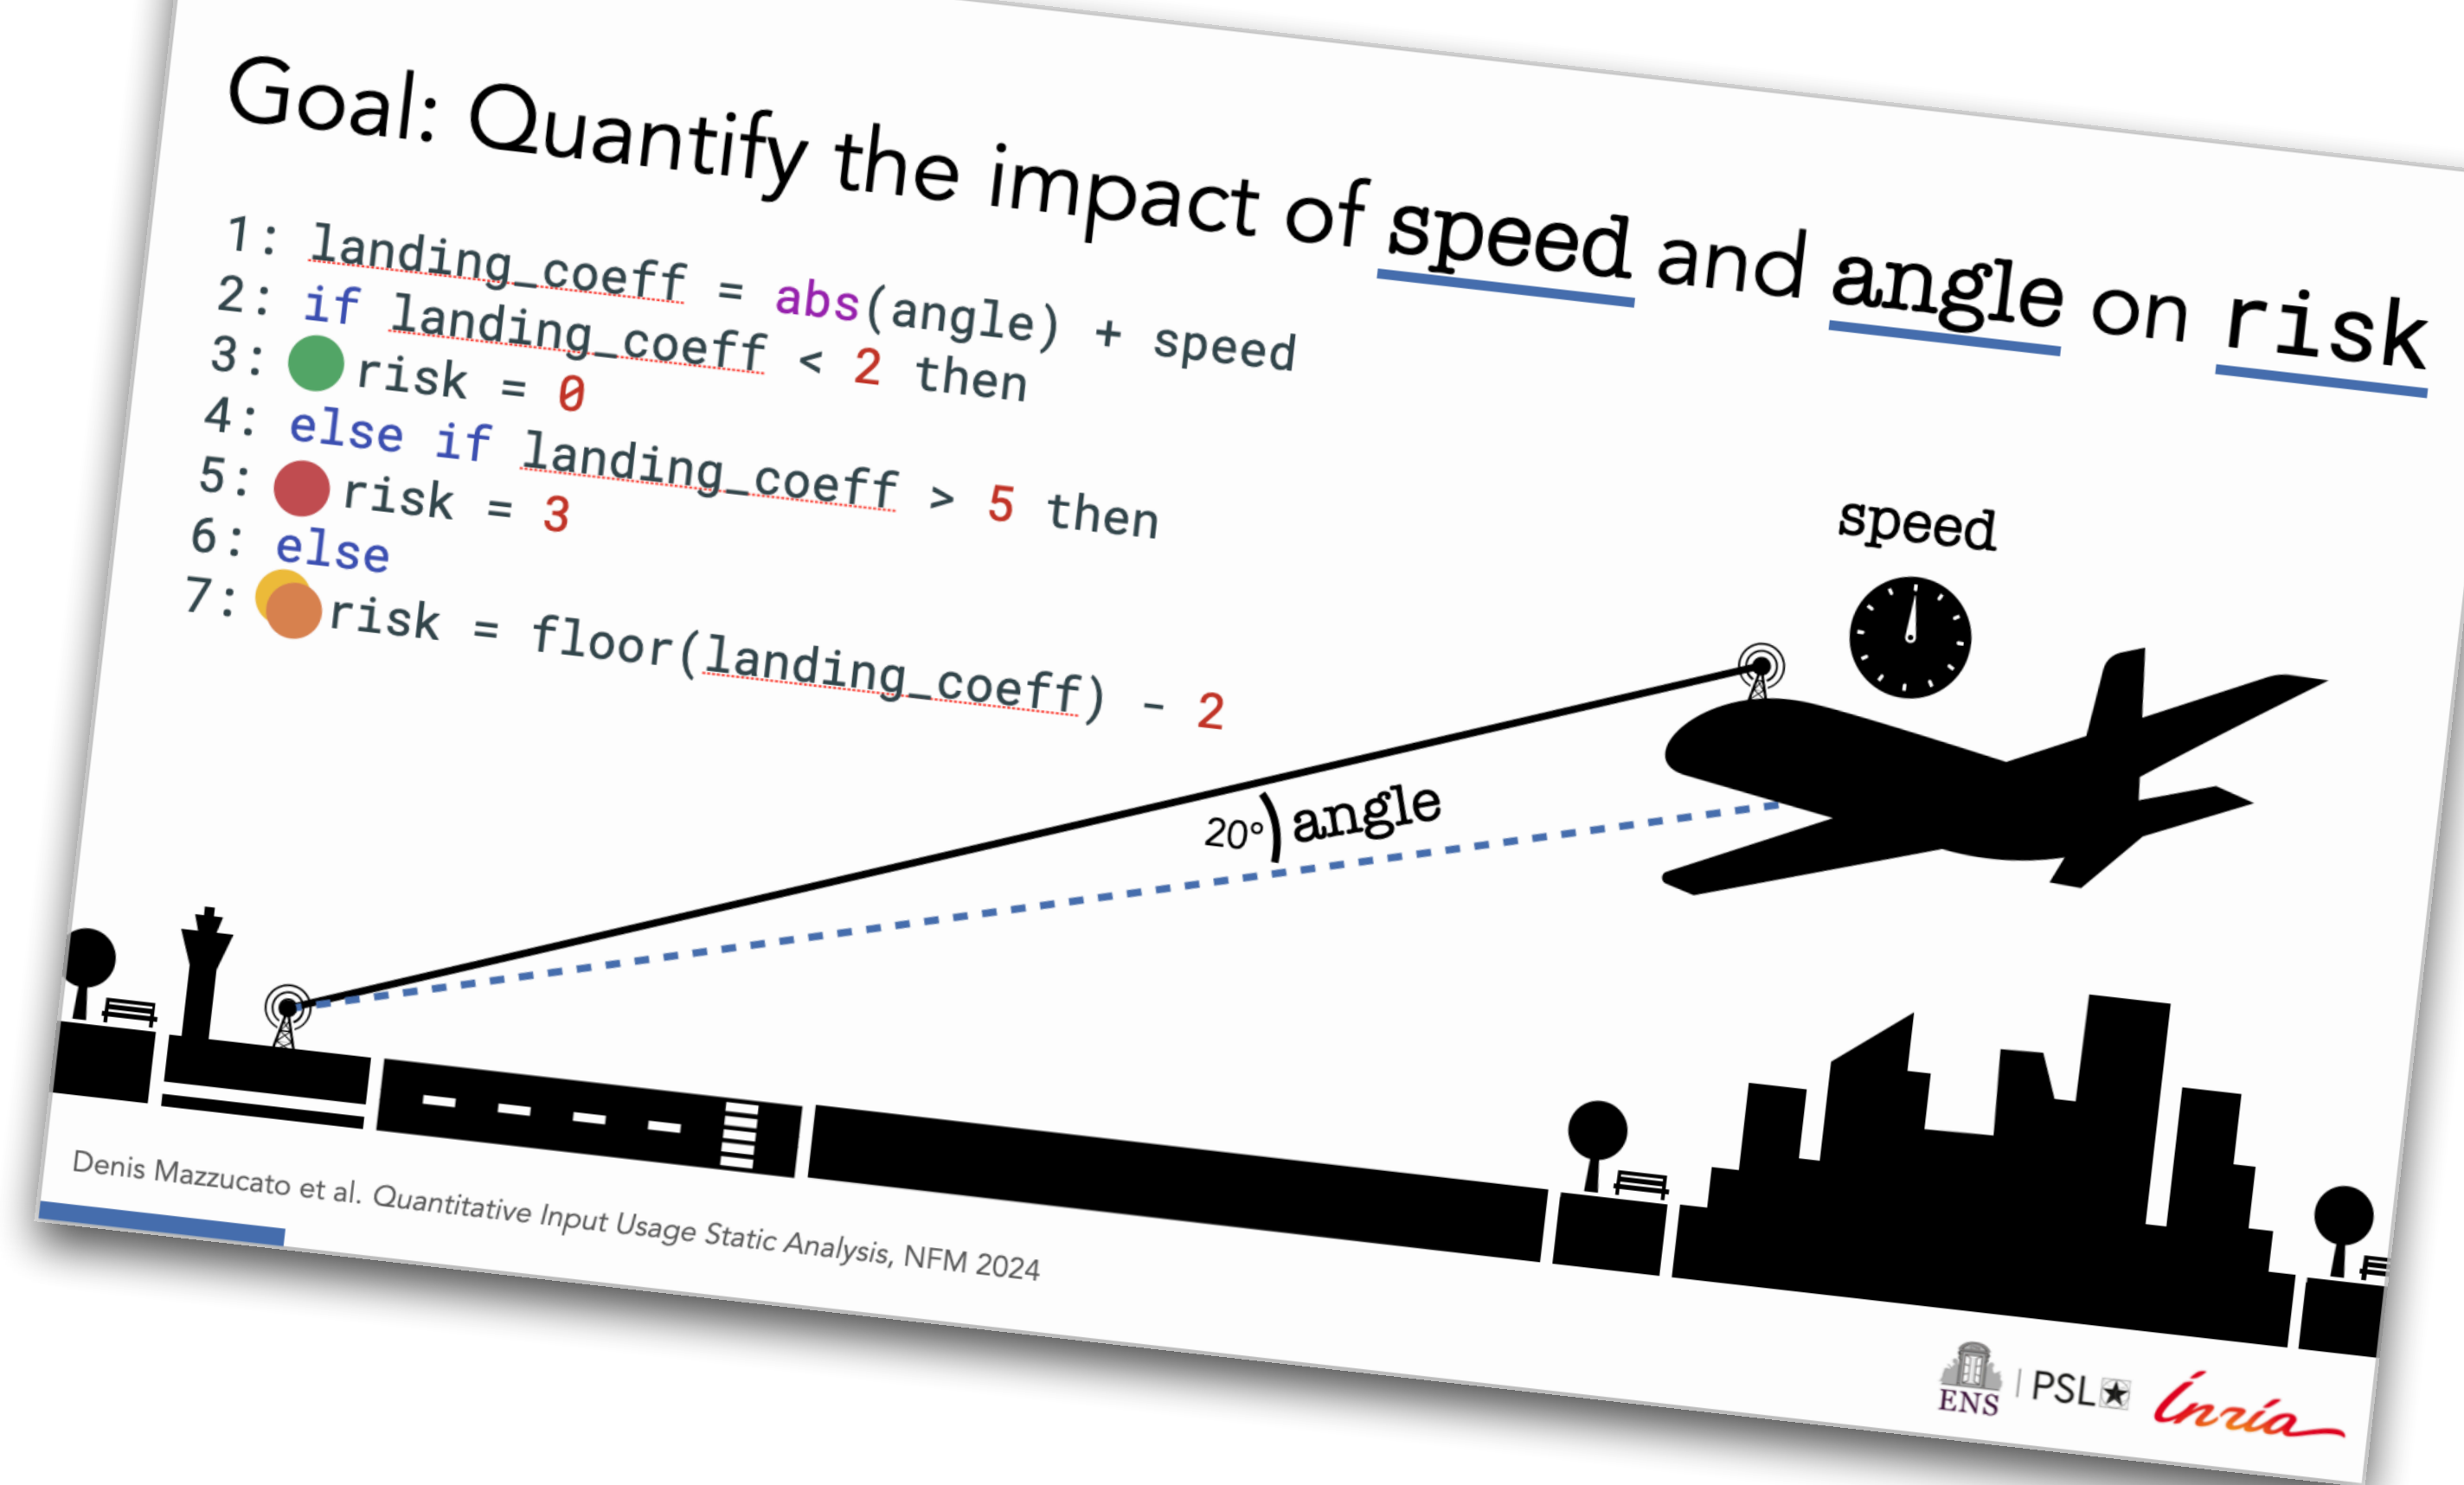 Goal: Quantify the impact of speed and angle on risk
1: landing_coeff = abs(angle) + speed
2: if landing_coeff < 2 then
3: risk = 0
4: else if landing_coeff > 5 then
5: risk = 3
6: else
7: risk = floor(landing_coeff) - 2
speed
20° angle
Denis Mazzucato et al. Quantitative Input Usage Static Analysis, NFM 2024
ENS | PSL Inria